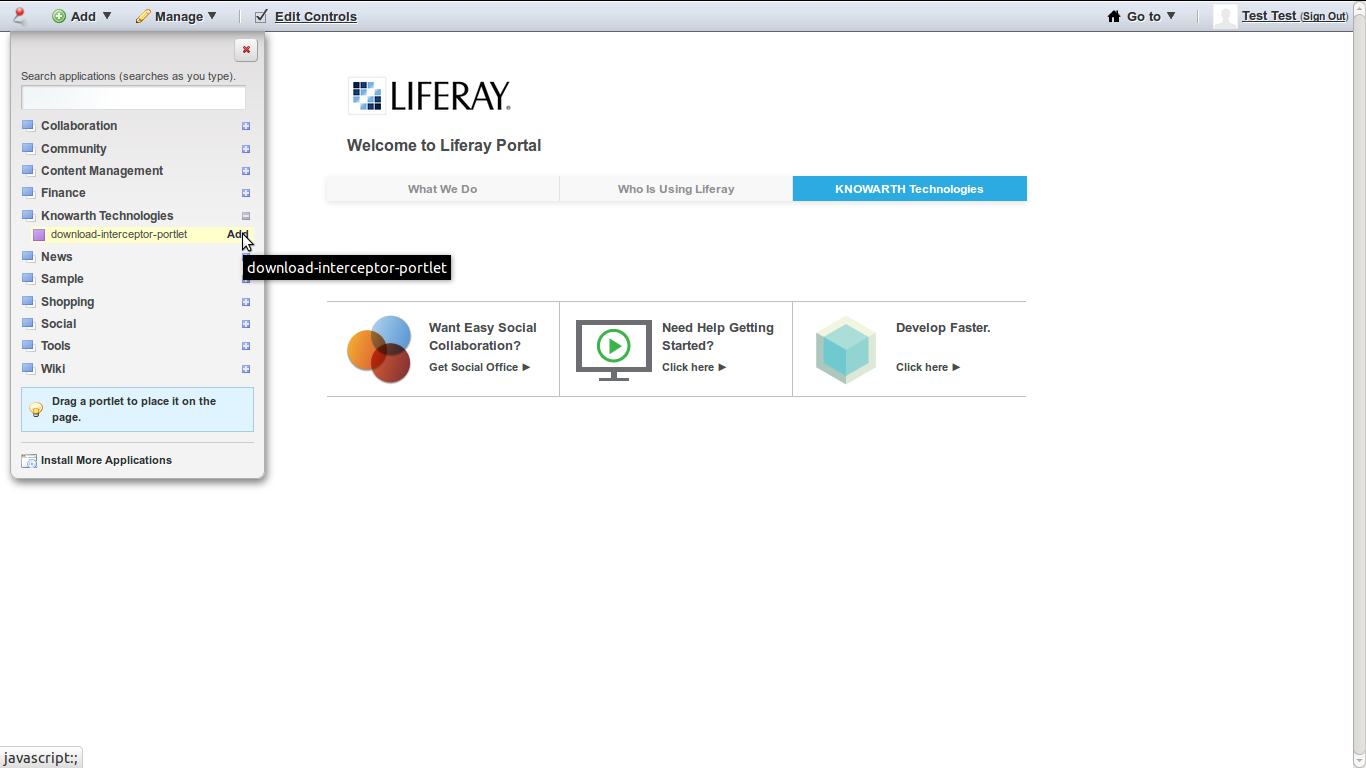 Add ▼ Manage ▼ Edit Controls Go to ▼ Test Test (Sign Out)
Search applications (searches as you type).
Collaboration
Community
Content Management
Finance
Knowarth Technologies
download-interceptor-portlet Add
News
Sample
Shopping
Social
Tools
Wiki
Drag a portlet to place it on the
page.
Install More Applications
download-interceptor-portlet
LIFERAY.
Welcome to Liferay Portal
What We Do Who Is Using Liferay KNOWARTH Technologies
Want Easy Social
Collaboration?
Get Social Office ►
Need Help Getting
Started?
Click here ►
Develop Faster.
Click here ►
javascript:;